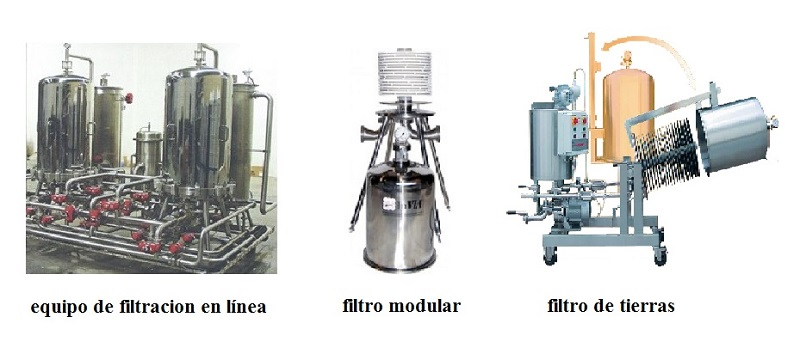 equipo de filtracion en línea
filtro modular
filtro de tierras